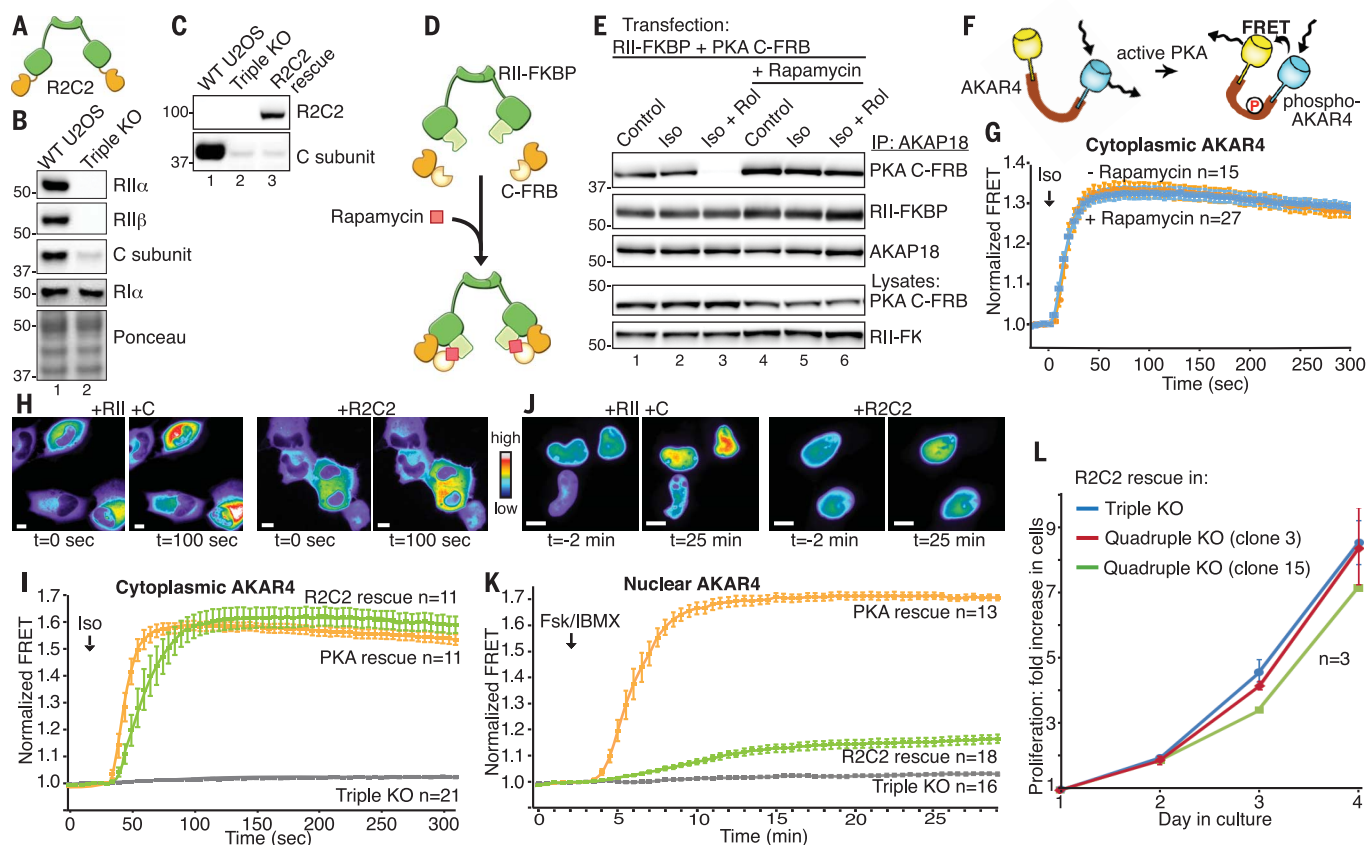 A
R2C2
B
WT U2OS
Triple KO
50
RIIα
50
RIIβ
50
C subunit
37
50
RIα
50
Ponceau
37
1 2
C
WT U2OS
Triple KO
R2C2 rescue
100
R2C2
C subunit
37
1 2 3
D
RII-FKBP
C-FRB
Rapamycin
E
Transfection:
RII-FKBP + PKA C-FRB
+ Rapamycin
Control
Iso
Iso + Rol
Control
Iso
Iso + Rol
IP: AKAP18
PKA C-FRB
37
RII-FKBP
50
AKAP18
50
Lysates:
50
PKA C-FRB
37
RII-FK
50
1 2 3 4 5 6
F
AKAR4
active PKA
FRET
P
phospho-
AKAR4
G
Cytoplasmic AKAR4
Iso
- Rapamycin n=15
+ Rapamycin n=27
Normalized FRET
1.4
1.3
1.2
1.1
1.0
0 50 100 150 200 250 300
Time (sec)
H
+RII +C
+R2C2
t=0 sec
t=100 sec
t=0 sec
t=100 sec
high
low
J
+RII +C
+R2C2
t=-2 min
t=25 min
t=-2 min
t=25 min
I
Cytoplasmic AKAR4
Iso
R2C2 rescue n=11
PKA rescue n=11
Triple KO n=21
Normalized FRET
1.7
1.6
1.5
1.4
1.3
1.2
1.1
1.0
0 50 100 150 200 250 300
Time (sec)
K
Nuclear AKAR4
Fsk/IBMX
PKA rescue n=13
R2C2 rescue n=18
Triple KO n=16
Normalized FRET
1.7
1.6
1.5
1.4
1.3
1.2
1.1
1.0
0 5 10 15 20 25
Time (min)
L
R2C2 rescue in:
Triple KO
Quadruple KO (clone 3)
Quadruple KO (clone 15)
n=3
Proliferation: fold increase in cells
9
7
5
3
1
1 2 3 4
Day in culture